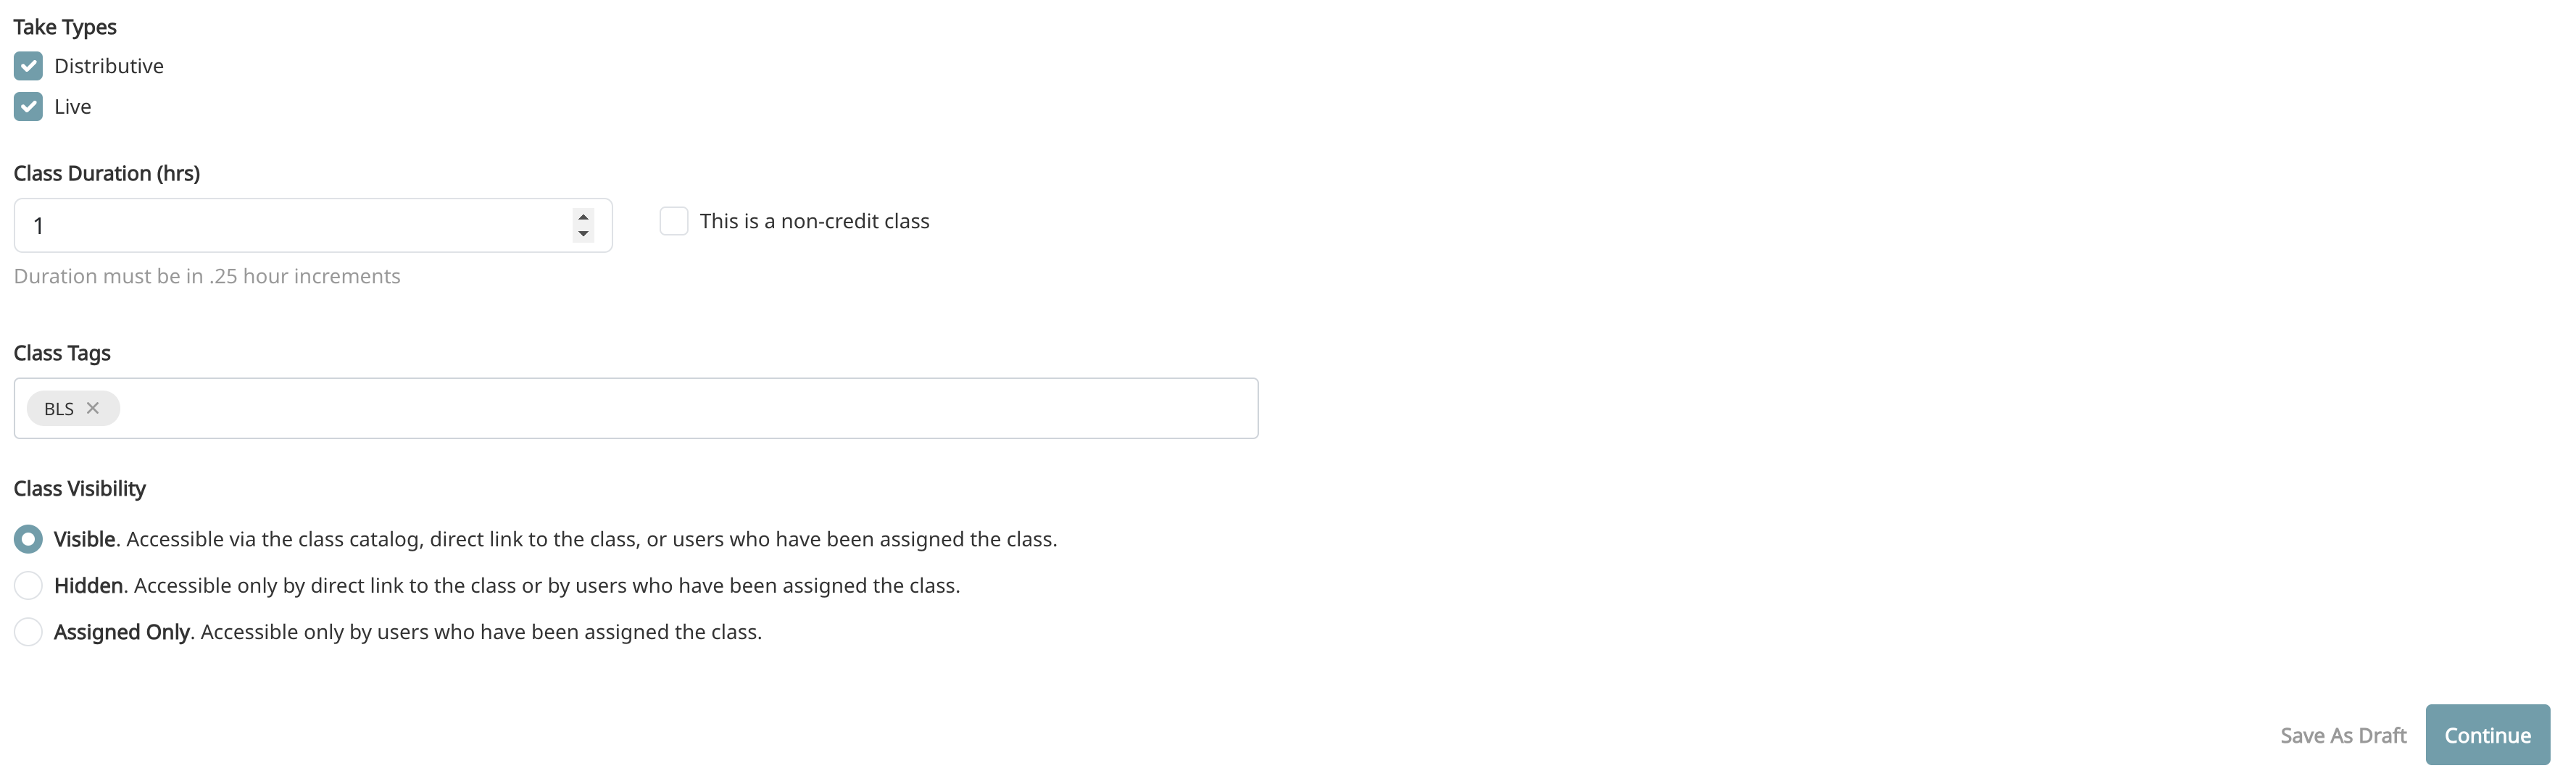 Take Types
Distributive
Live
Class Duration (hrs)
1
This is a non-credit class
Duration must be in .25 hour increments
Class Tags
BLS
Class Visibility
Visible. Accessible via the class catalog, direct link to the class, or users who have been assigned the class.
Hidden. Accessible only by direct link to the class or by users who have been assigned the class.
Assigned Only. Accessible only by users who have been assigned the class.
Save As Draft
Continue